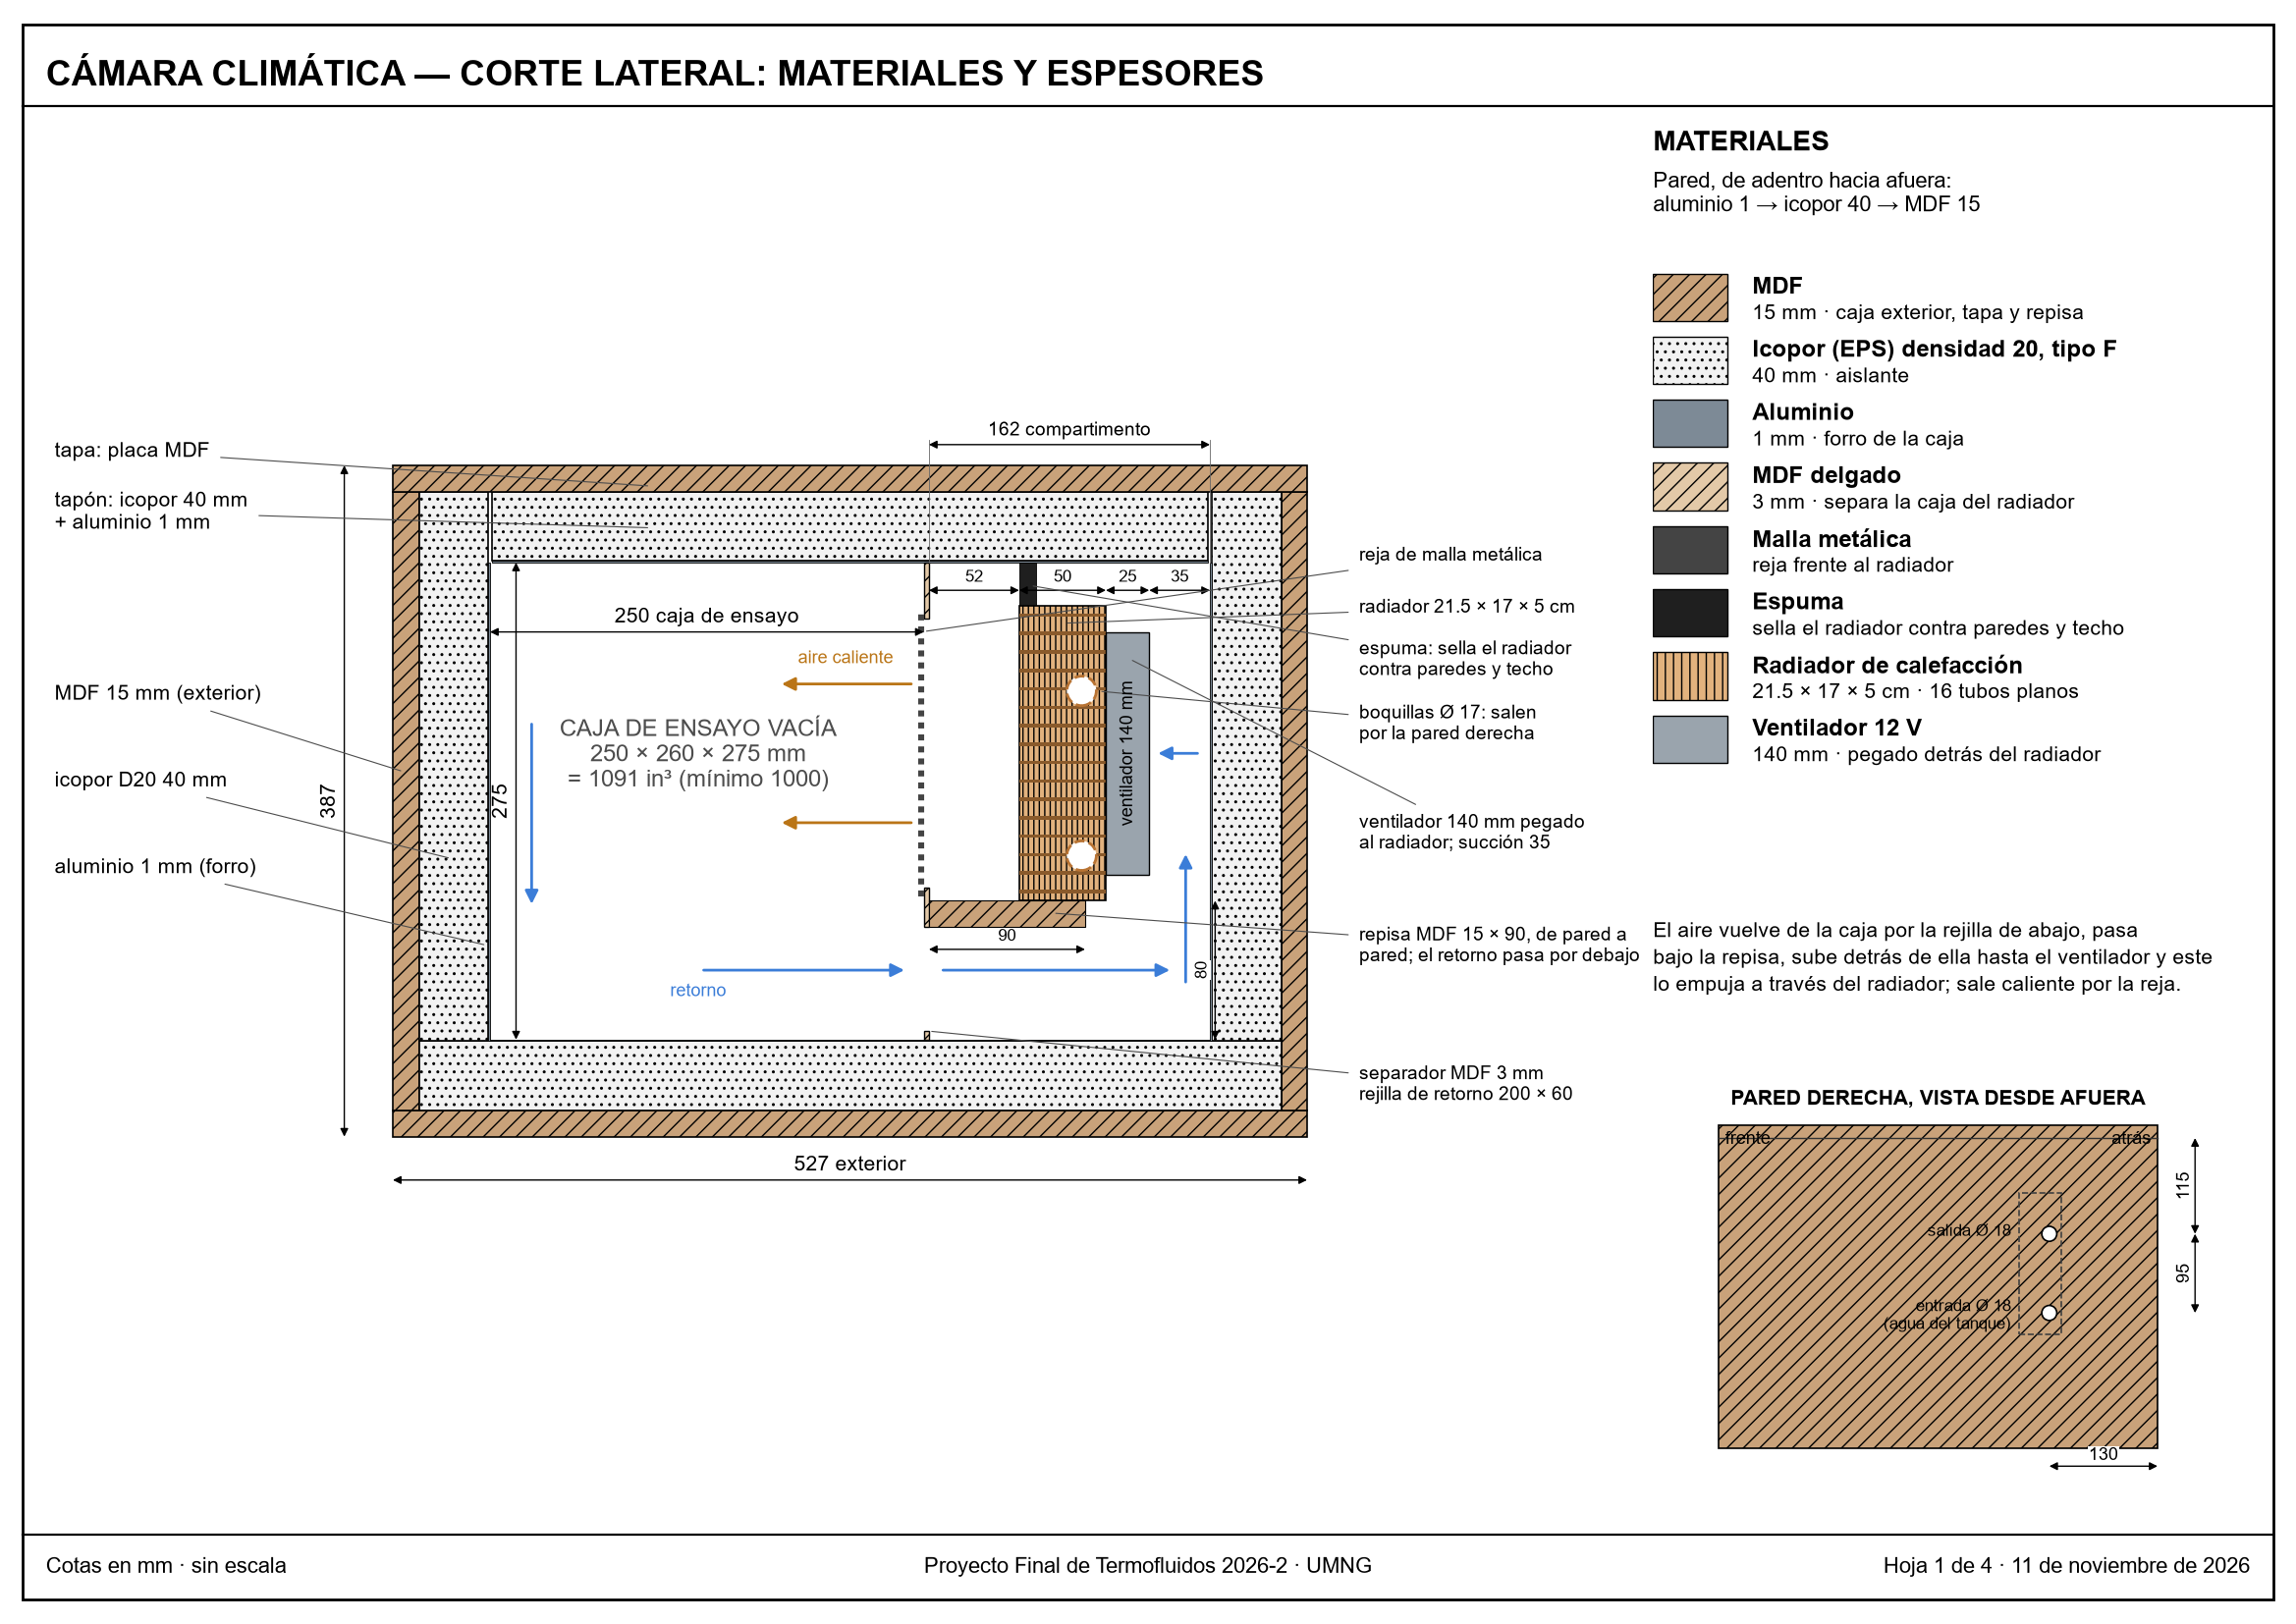 CÁMARA CLIMÁTICA — CORTE LATERAL: MATERIALES Y ESPESORES
tapa: placa MDF
tapón: icopor 40 mm
+ aluminio 1 mm
MDF 15 mm (exterior)
icopor D20 40 mm
aluminio 1 mm (forro)
387
162 compartimento
52
50
25
35
250 caja de ensayo
aire caliente
CAJA DE ENSAYO VACÍA
250 × 260 × 275 mm
= 1091 in³ (mínimo 1000)
275
ventilador 140 mm
90
80
retorno
527 exterior
reja de malla metálica
radiador 21.5 × 17 × 5 cm
espuma: sella el radiador
contra paredes y techo
boquillas Ø 17: salen
por la pared derecha
ventilador 140 mm pegado
al radiador; succión 35
repisa MDF 15 × 90, de pared a
pared; el retorno pasa por debajo
separador MDF 3 mm
rejilla de retorno 200 × 60
MATERIALES
Pared, de adentro hacia afuera:
aluminio 1 → icopor 40 → MDF 15
MDF
15 mm · caja exterior, tapa y repisa
Icopor (EPS) densidad 20, tipo F
40 mm · aislante
Aluminio
1 mm · forro de la caja
MDF delgado
3 mm · separa la caja del radiador
Malla metálica
reja frente al radiador
Espuma
sella el radiador contra paredes y techo
Radiador de calefacción
21.5 × 17 × 5 cm · 16 tubos planos
Ventilador 12 V
140 mm · pegado detrás del radiador
El aire vuelve de la caja por la rejilla de abajo, pasa
bajo la repisa, sube detrás de ella hasta el ventilador y este
lo empuja a través del radiador; sale caliente por la reja.
PARED DERECHA, VISTA DESDE AFUERA
frente
atrás
salida Ø 18
entrada Ø 18
(agua del tanque)
115
95
130
Cotas en mm · sin escala
Proyecto Final de Termofluidos 2026-2 · UMNG
Hoja 1 de 4 · 11 de noviembre de 2026